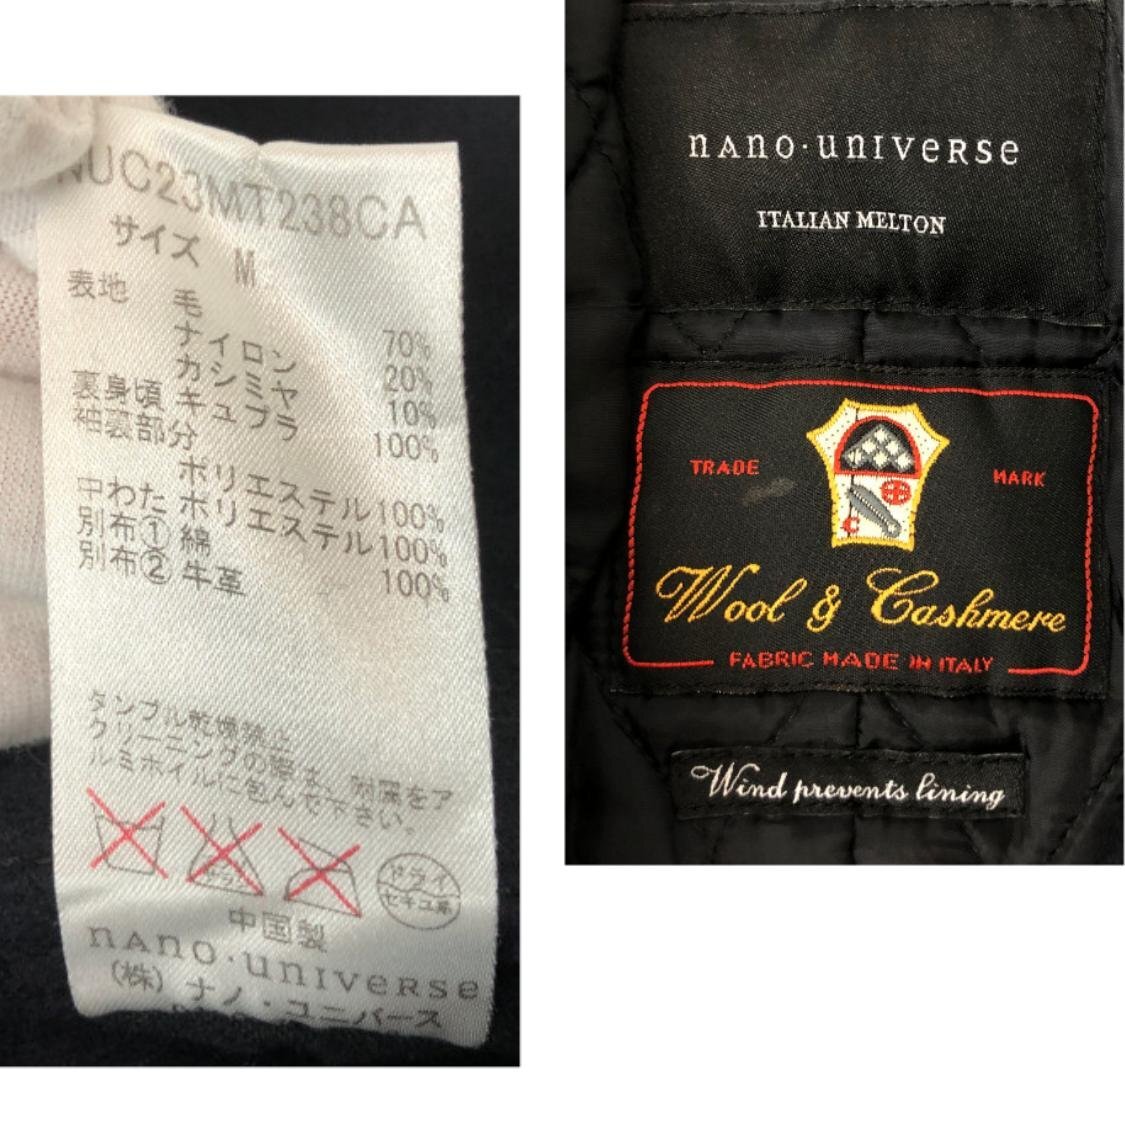 NUC23MT238CA
サイズ M
表地 毛 70%
ナイロン 20%
カシミヤ 10%
裏身頃 キュプラ 100%
袖裏部分
ポリエステル 100%
中わた ポリエステル 100%
別布① 綿 100%
別布② 牛革
タンブル乾燥禁止
クリーニングの際は、附属をア
ルミホイルに包んで下さい。
ドライ
セキユ系
中国製
nano·universe
(株) ナノ・ユニバース
nano·universe
ITALIAN MELTON
TRADE MARK
C
Wool & Cashmere
FABRIC MADE IN ITALY
Wind prevents lining